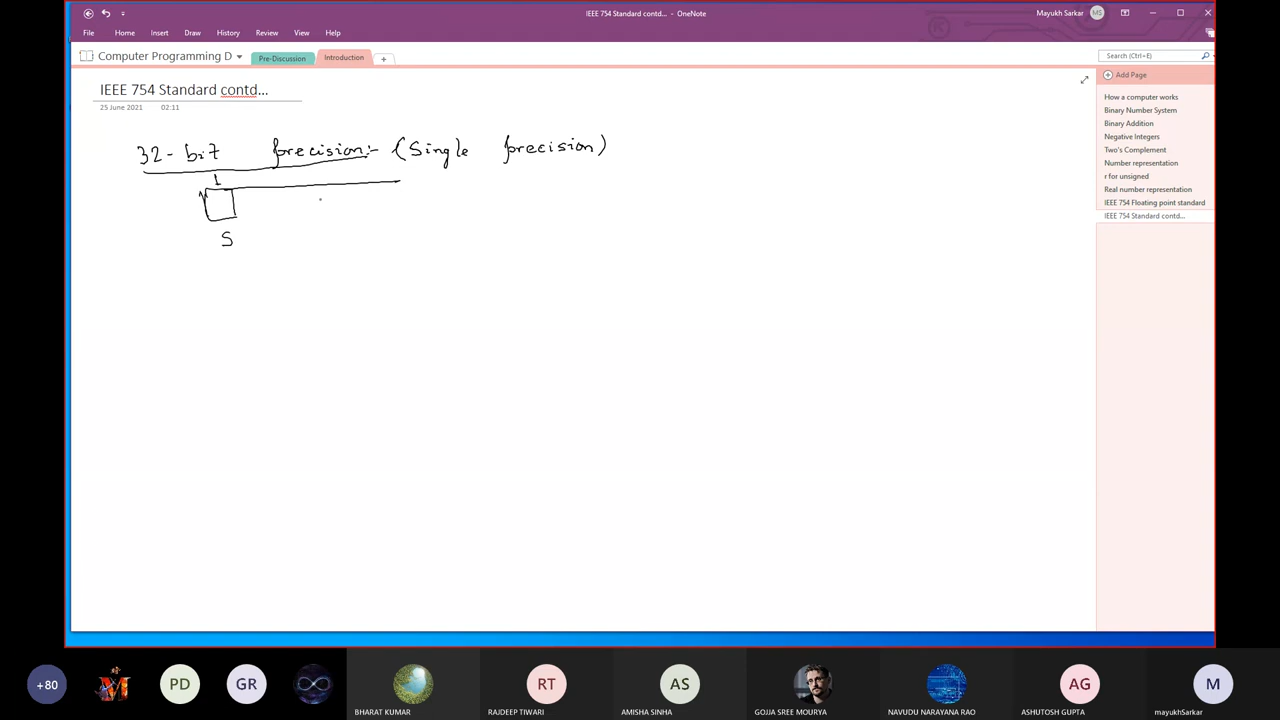 IEEE 754 Standard contd... - OneNote
Mayukh Sarkar MS
File Home Insert Draw History Review View Help
Computer Programming D Pre-Discussion Introduction +
Search (Ctrl+E)
Add Page
IEEE 754 Standard contd...
25 June 2021 02:11
32-bit precision:- (Single precision)
1
S
How a computer works
Binary Number System
Binary Addition
Negative Integers
Two's Complement
Number representation
r for unsigned
Real number representation
IEEE 754 Floating point standard
IEEE 754 Standard contd...
+80 PD GR RT AS AG M
BHARAT KUMAR RAJDEEP TIWARI AMISHA SINHA GOJJA SREE MOURYA NAVUDU NARAYANA RAO ASHUTOSH GUPTA mayukhSarkar